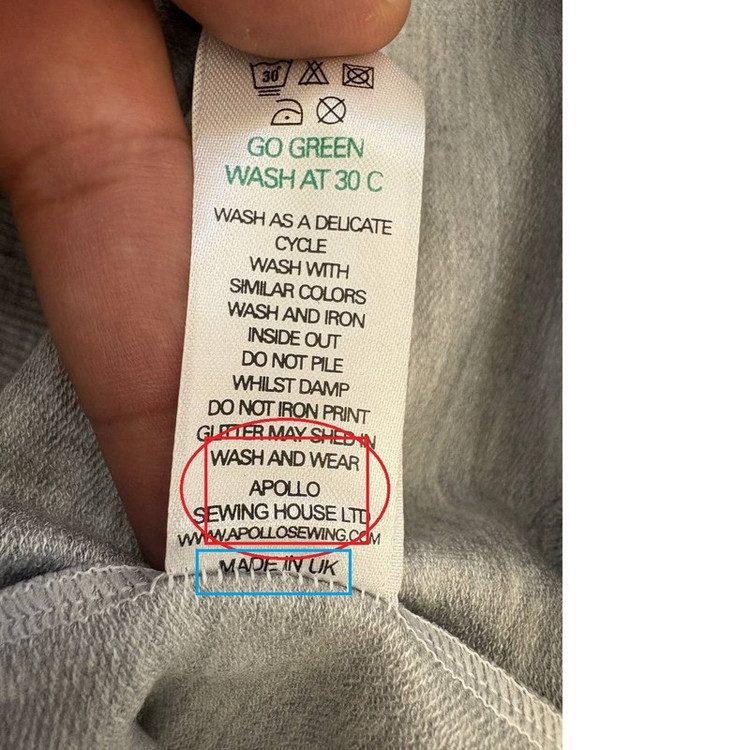 30°
GO GREEN
WASH AT 30 C
WASH AS A DELICATE
CYCLE
WASH WITH
SIMILAR COLORS
WASH AND IRON
INSIDE OUT
DO NOT PILE
WHILST DAMP
DO NOT IRON PRINT
GLITTER MAY SHED IN
WASH AND WEAR
APOLLO
SEWING HOUSE LTD
WWW.APOLLOSEWING.COM
MADE IN UK